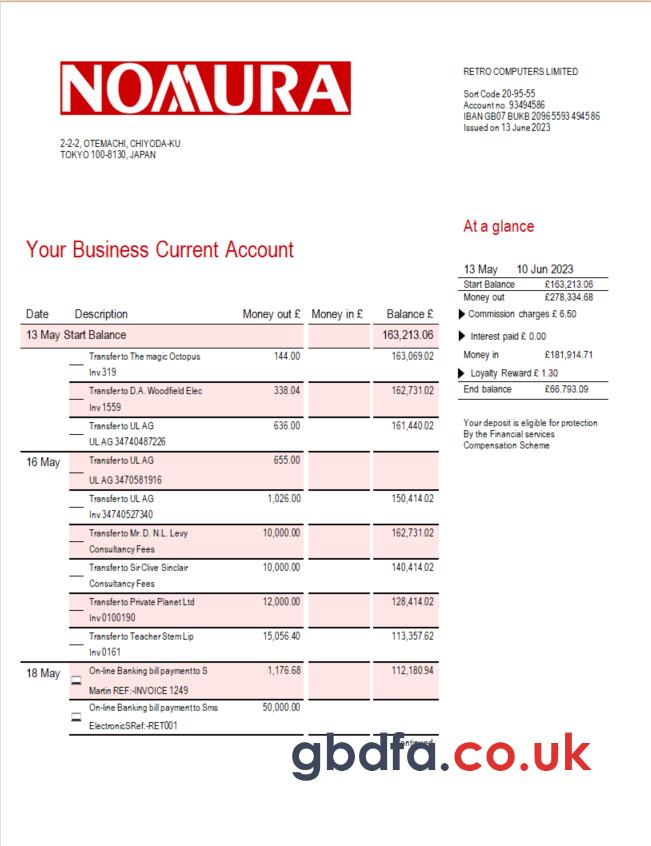 NOMURA
RETRO COMPUTERS LIMITED
Sort Code 20-95-55
Account no. 93494586
IBAN GB07 BUKB 2096 5593 4945 86
Issued on 13 June 2023
2-2-2, OTEMACHI, CHIYODA-KU
TOKYO 100-8130, JAPAN
At a glance
13 May 10 Jun 2023
Start Balance £163,213.06
Money out £278,334.68
Commission charges £ 6.50
Interest paid £ 0.00
Money in £181,914.71
Loyalty Reward £ 1.30
End balance £66.793.09
Your deposit is eligible for protection
By the Financial services
Compensation Scheme
Your Business Current Account
Date Description Money out £ Money in £ Balance £
13 May Start Balance 163,213.06
Transfer to The magic Octopus 144.00 163,069.02
Inv 319
Transfer to D.A. Woodfield Elec 338.04 162,731.02
Inv 1559
Transfer to UL AG 636.00 161,440.02
UL AG 34740487226
16 May Transfer to UL AG 655.00
UL AG 3470581916
Transfer to UL AG 1,026.00 150,414.02
Inv 34740527340
Transfer to Mr. D. N.L. Levy 10,000.00 162,731.02
Consultancy Fees
Transfer to Sir Clive Sinclair 10,000.00 140,414.02
Consultancy Fees
Transfer to Private Planet Ltd 12,000.00 128,414.02
Inv 0100190
Transfer to Teacher Stem Lip 15,056.40 113,357.62
Inv 0161
18 May On-line Banking bill payment to S 1,176.68 112,180.94
Martin REF:-INVOICE 1249
On-line Banking bill payment to Sms 50,000.00
ElectronicSRef:-RET001
Continued
gbdfa.co.uk